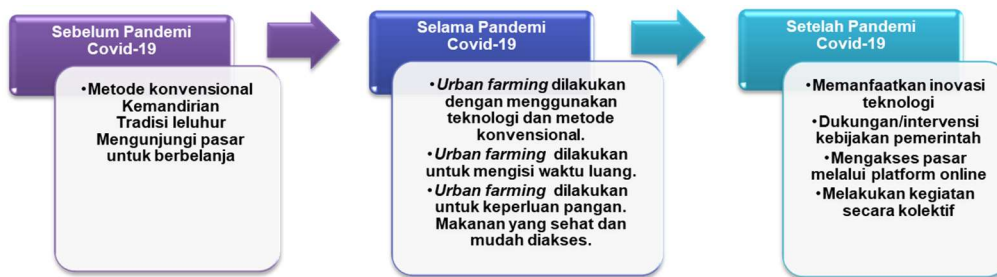 Sebelum Pandemi
Covid-19
•Metode konvensional
Kemandirian
Tradisi leluhur
Mengunjungi pasar
untuk berbelanja
Selama Pandemi
Covid-19
•Urban farming dilakukan
dengan menggunakan
teknologi dan metode
konvensional.
•Urban farming dilakukan
untuk mengisi waktu luang.
•Urban farming dilakukan
untuk keperluan pangan.
Makanan yang sehat dan
mudah diakses.
Setelah Pandemi
Covid-19
•Memanfaatkan inovasi
teknologi
•Dukungan/intervensi
kebijakan pemerintah
•Mengakses pasar
melalui platform online
•Melakukan kegiatan
secara kolektif